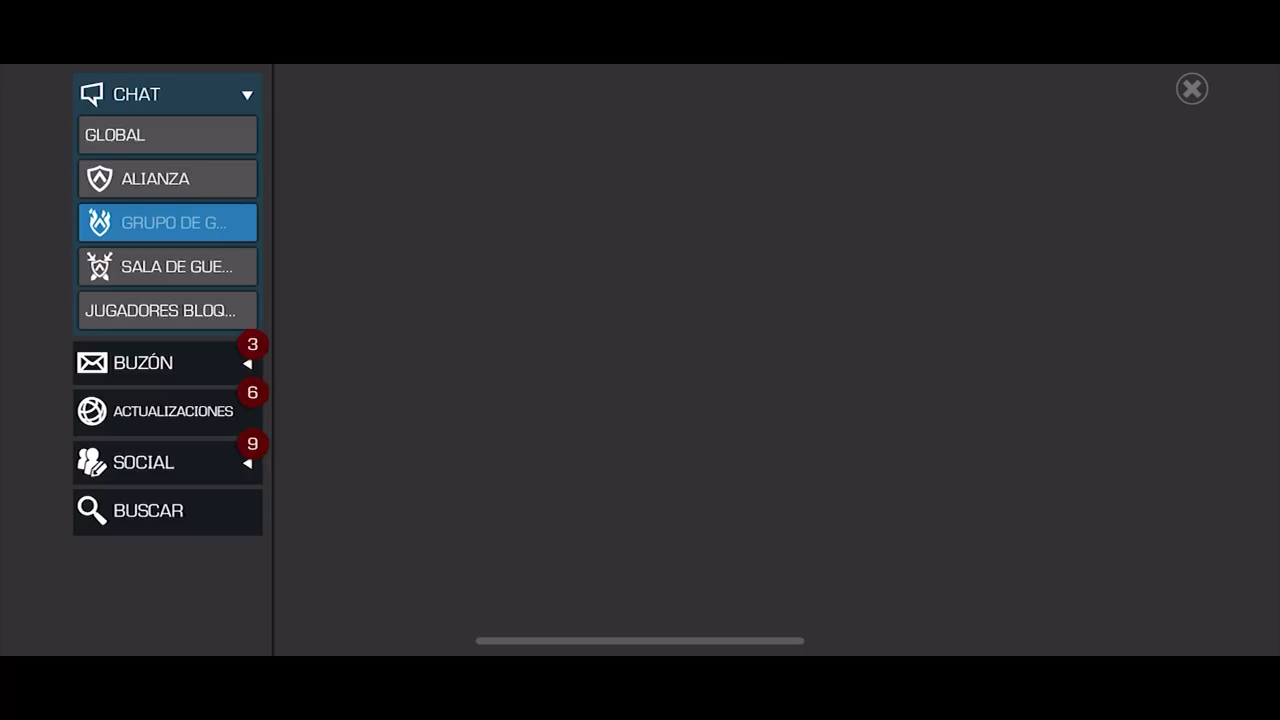 CHAT
GLOBAL
ALIANZA
GRUPO DE G...
SALA DE GUE...
JUGADORES BLOQ...
3
BUZÓN
6
ACTUALIZACIONES
9
SOCIAL
BUSCAR